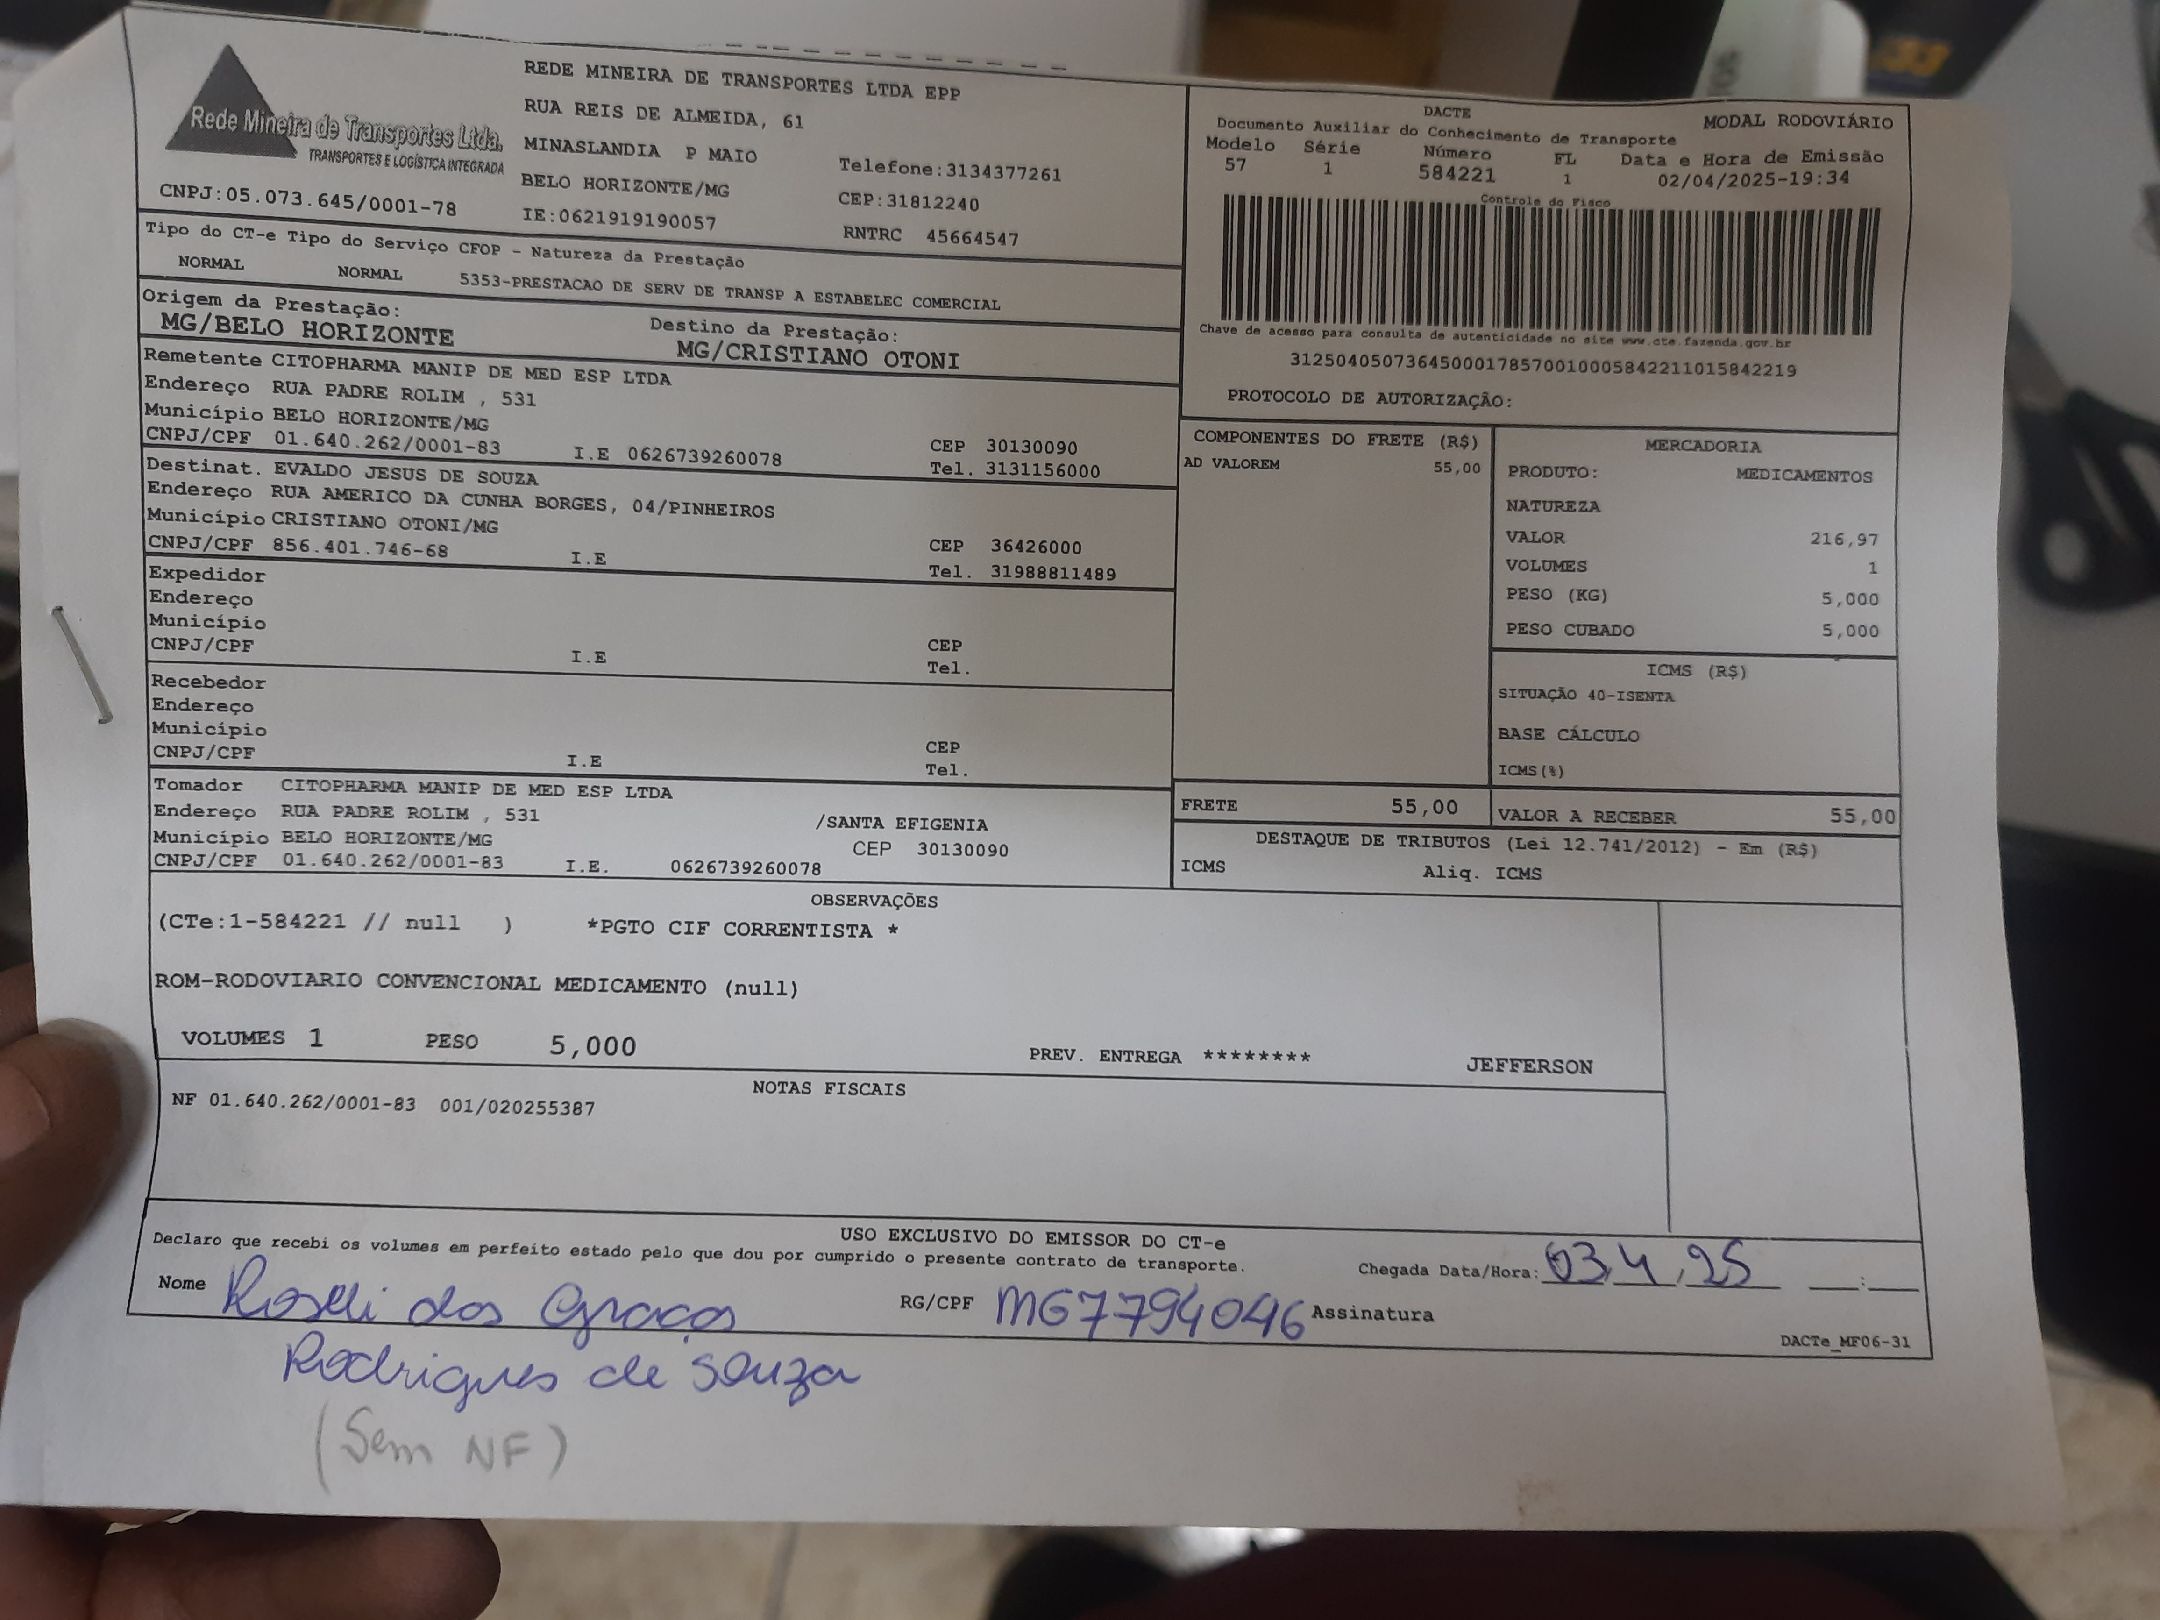 Rede Mineira de Transportes Ltda.
TRANSPORTES E LOGÍSTICA INTEGRADA
CNPJ:05.073.645/0001-78
REDE MINEIRA DE TRANSPORTES LTDA EPP
RUA REIS DE ALMEIDA, 61
MINASLANDIA P MAIO Telefone:3134377261
BELO HORIZONTE/MG CEP:31812240
IE:0621919190057 RNTRC 45664547
DACTE MODAL RODOVIÁRIO
Documento Auxiliar do Conhecimento de Transporte
Modelo Série Número FL Data e Hora de Emissão
57 1 584221 1 02/04/2025-19:34
Controle do Fisco
Chave de acesso para consulta de autenticidade no site www.cte.fazenda.gov.br
31250405073645000178570010005842211015842219
PROTOCOLO DE AUTORIZAÇÃO:
Tipo do CT-e Tipo do Serviço CFOP - Natureza da Prestação
NORMAL NORMAL 5353-PRESTACAO DE SERV DE TRANSP A ESTABELEC COMERCIAL
Origem da Prestação: Destino da Prestação:
MG/BELO HORIZONTE MG/CRISTIANO OTONI
Remetente CITOPHARMA MANIP DE MED ESP LTDA
Endereço RUA PADRE ROLIM , 531
Município BELO HORIZONTE/MG CEP 30130090
CNPJ/CPF 01.640.262/0001-83 I.E 0626739260078 Tel. 3131156000
Destinat. EVALDO JESUS DE SOUZA
Endereço RUA AMERICO DA CUNHA BORGES, 04/PINHEIROS
Município CRISTIANO OTONI/MG CEP 36426000
CNPJ/CPF 856.401.746-68 I.E Tel. 31988811489
Expedidor
Endereço
Município CEP
CNPJ/CPF I.E Tel.
Recebedor
Endereço
Município CEP
CNPJ/CPF I.E Tel.
Tomador CITOPHARMA MANIP DE MED ESP LTDA
Endereço RUA PADRE ROLIM , 531 /SANTA EFIGENIA
Município BELO HORIZONTE/MG CEP 30130090
CNPJ/CPF 01.640.262/0001-83 I.E. 0626739260078
COMPONENTES DO FRETE (R$)
AD VALOREM 55,00
MERCADORIA
PRODUTO: MEDICAMENTOS
NATUREZA
VALOR 216,97
VOLUMES 1
PESO (KG) 5,000
PESO CUBADO 5,000
ICMS (R$)
SITUAÇÃO 40-ISENTA
BASE CÁLCULO
ICMS(%)
FRETE 55,00 VALOR A RECEBER 55,00
DESTAQUE DE TRIBUTOS (Lei 12.741/2012) - Em (R$)
ICMS Aliq. ICMS
OBSERVAÇÕES
(CTe:1-584221 // null ) *PGTO CIF CORRENTISTA *
ROM-RODOVIARIO CONVENCIONAL MEDICAMENTO (null)
VOLUMES 1 PESO 5,000 PREV. ENTREGA ******** JEFFERSON
NOTAS FISCAIS
NF 01.640.262/0001-83 001/020255387
USO EXCLUSIVO DO EMISSOR DO CT-e
Declaro que recebi os volumes em perfeito estado pelo que dou por cumprido o presente contrato de transporte. Chegada Data/Hora: 03,4,25 __:__
Nome Roseli das Graças RG/CPF MG7794046 Assinatura
DACTe_MF06-31
Rodrigues de Souza
(Sem NF)